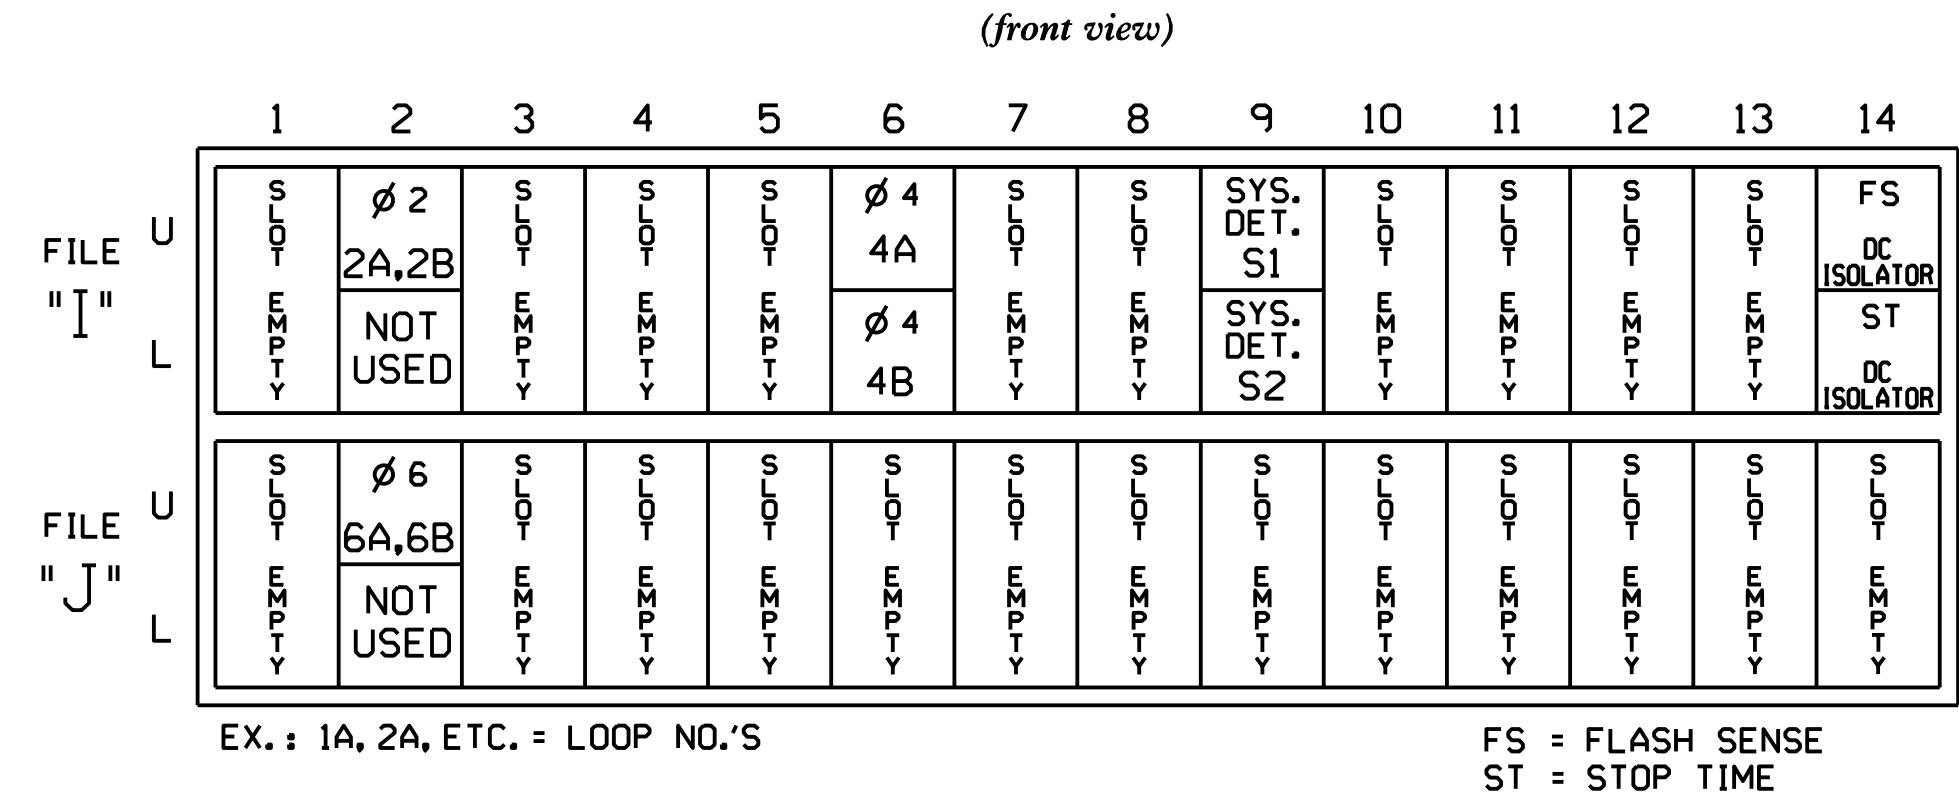 (front view)
1 2 3 4 5 6 7 8 9 10 11 12 13 14
FILE "I"
U
L
SLOT EMPTY
ø 2
2A,2B
NOT USED
SLOT EMPTY
SLOT EMPTY
SLOT EMPTY
ø 4
4A
ø 4
4B
SLOT EMPTY
SLOT EMPTY
SYS. DET. S1
SYS. DET. S2
SLOT EMPTY
SLOT EMPTY
SLOT EMPTY
SLOT EMPTY
FS
DC ISOLATOR
ST
DC ISOLATOR
FILE "J"
U
L
SLOT EMPTY
ø 6
6A,6B
NOT USED
SLOT EMPTY
SLOT EMPTY
SLOT EMPTY
SLOT EMPTY
SLOT EMPTY
SLOT EMPTY
SLOT EMPTY
SLOT EMPTY
SLOT EMPTY
SLOT EMPTY
SLOT EMPTY
SLOT EMPTY
EX.: 1A, 2A, ETC. = LOOP NO.'S
FS = FLASH SENSE
ST = STOP TIME